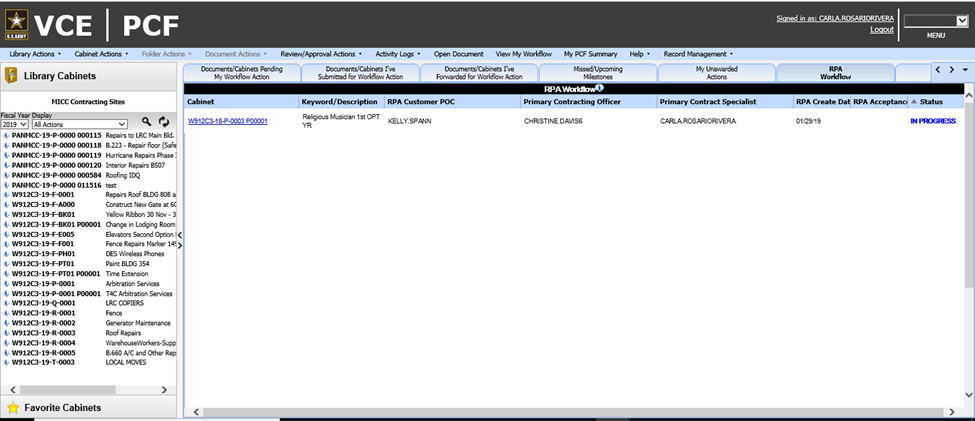 Signed in as: CARLA.ROSARIORIVERA
U.S.ARMY VCE PCF
Logout
MENU
Library Actions Cabinet Actions Folder Actions Document Actions Review/Approval Actions Activity Logs Open Document View My Workflow My PCF Summary Help Record Management
Library Cabinets
MICC Contracting Sites
Fiscal Year Display
2019 All Actions
PANMCC-19-P-0000 000115 Repairs to LRC Main Bld.
PANMCC-19-P-0000 000118 B.223 - Repair floor (Safe
PANMCC-19-P-0000 000119 Hurricane Repairs Phase
PANMCC-19-P-0000 000120 Interior Repairs B507
PANMCC-19-P-0000 000584 Roofing IDQ
PANMCC-19-P-0000 011516 test
W912C3-19-F-0001 Repairs Roof BLDG 808 a
W912C3-19-F-A000 Construct New Gate at 60
W912C3-19-F-BK01 Yellow Ribbon 30 Nov - 3
W912C3-19-F-BK01 P00001 Change in Lodging Room
W912C3-19-F-E005 Elevators Second Option
W912C3-19-F-F001 Fence Repairs Marker 149
W912C3-19-F-PH01 DES Wireless Phones
W912C3-19-F-PT01 Paint BLDG 354
W912C3-19-F-PT01 P00001 Time Extension
W912C3-19-P-0001 Arbitration Services
W912C3-19-P-0001 P00001 T4C Arbitration Services
W912C3-19-Q-0001 LRC COPIERS
W912C3-19-R-0001 Fence
W912C3-19-R-0002 Generator Maintenance
W912C3-19-R-0003 Roof Repairs
W912C3-19-R-0004 WarehouseWorkers-Supp
W912C3-19-R-0005 B.660 A/C and Other Rep
W912C3-19-T-0003 LOCAL MOVES
Favorite Cabinets
Documents/Cabinets Pending
My Workflow Action
Documents/Cabinets I've
Submitted for Workflow Action
Documents/Cabinets I've
Forwarded for Workflow Action
Missed/Upcoming
Milestones
My Unawarded
Actions
RPA
Workflow
RPA Workflow
Cabinet Keyword/Description RPA Customer POC Primary Contracting Officer Primary Contract Specialist RPA Create Dat RPA Acceptance Status
W912C3-18-P-0003 P00001 Religious Musician 1st OPT KELLY.SPANN CHRISTINE.DAVIS6 CARLA.ROSARIORIVERA 01/29/19 IN PROGRESS
YR